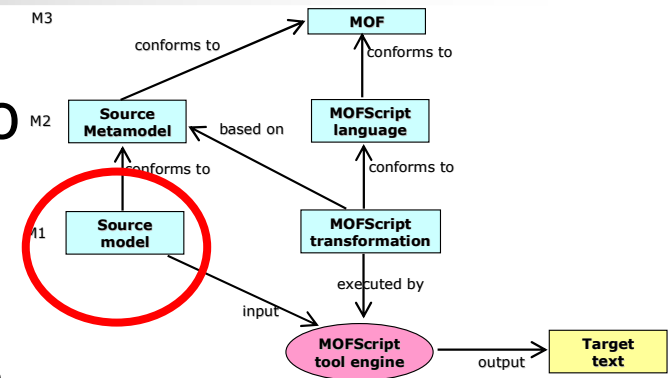 M3
MOF
conforms to
conforms to
M2
Source
Metamodel
based on
MOFScript
language
conforms to
conforms to
M1
Source
model
MOFScript
transformation
executed by
input
MOFScript
tool engine
output
Target
text